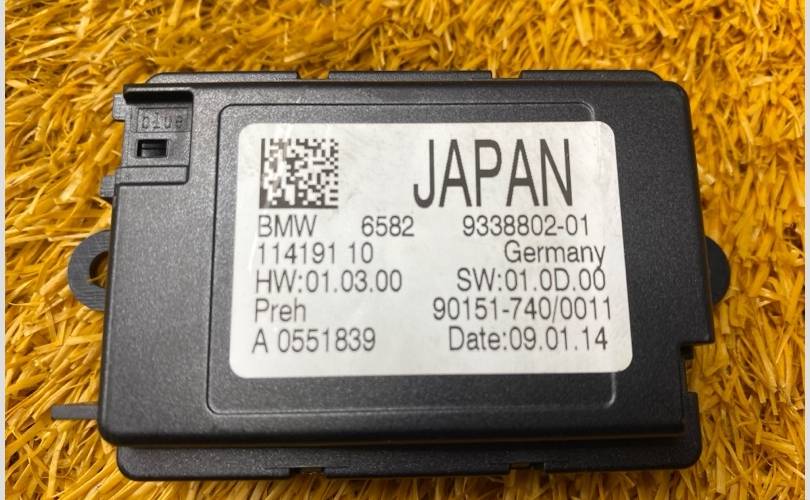 blue
JAPAN
BMW 6582 9338802-01
114191 10 Germany
HW:01.03.00 SW:01.0D.00
Preh 90151-740/0011
A 0551839 Date:09.01.14